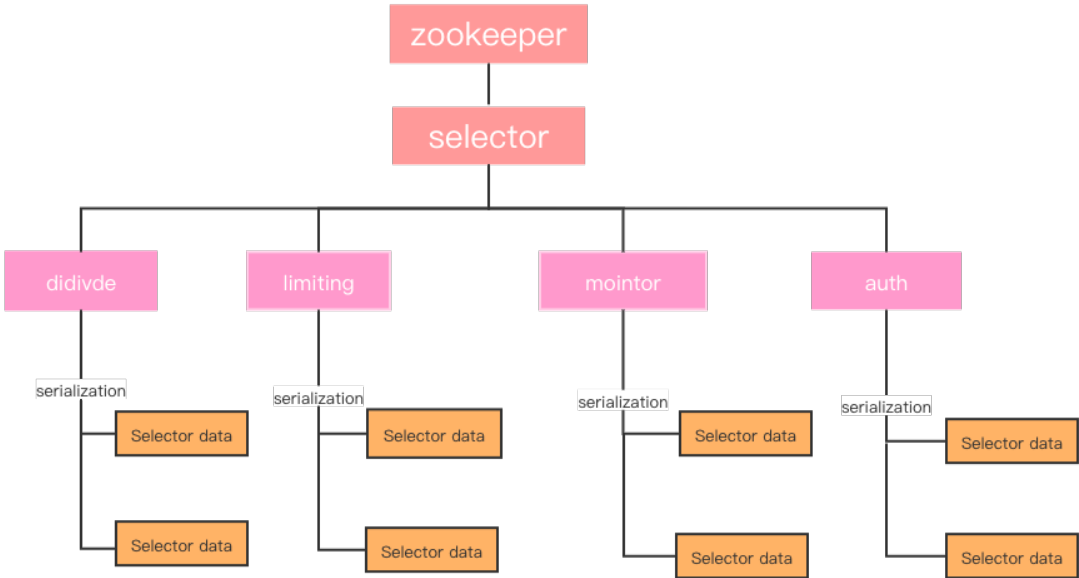 zookeeper
selector
didivde
limiting
mointor
auth
serialization
serialization
serialization
serialization
Selector data
Selector data
Selector data
Selector data
Selector data
Selector data
Selector data
Selector data